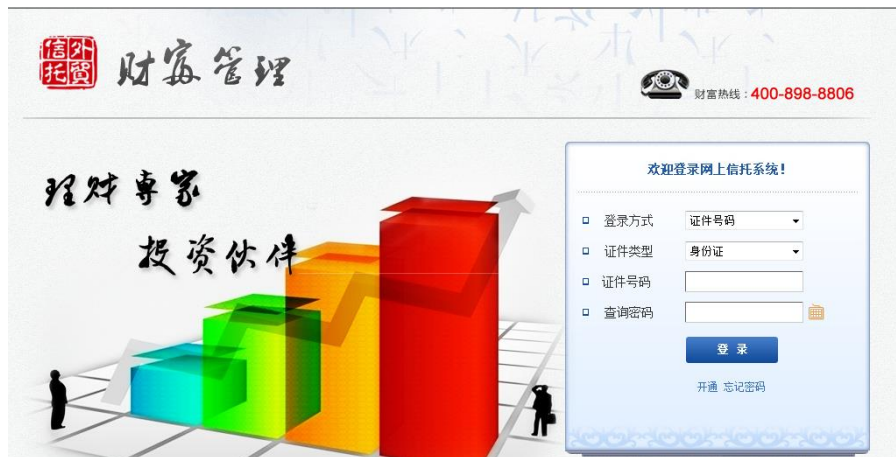 外貿
信托
财富管理
财富热线：400-898-8806
理财専家
投资伙伴
欢迎登录网上信托系统！
登录方式 证件号码
证件类型 身份证
证件号码
查询密码
登 录
开通 忘记密码